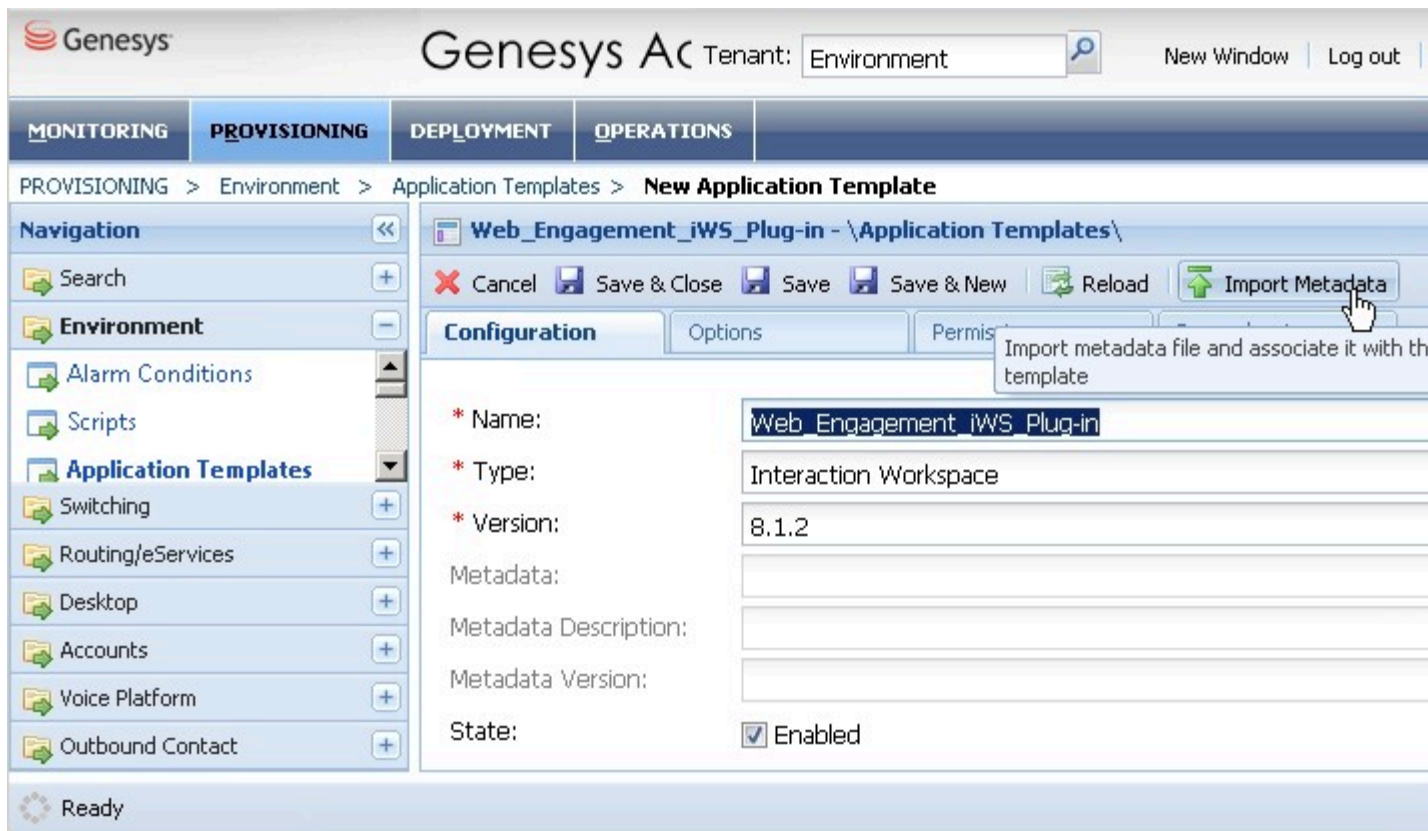 Genesys
Genesys Ac Tenant: Environment New Window Log out
MONITORING PROVISIONING DEPLOYMENT OPERATIONS
PROVISIONING > Environment > Application Templates > New Application Template
Navigation
Search
Environment
Alarm Conditions
Scripts
Application Templates
Switching
Routing/eServices
Desktop
Accounts
Voice Platform
Outbound Contact
Web_Engagement_iWS_Plug-in - \Application Templates\
Cancel Save & Close Save Save & New Reload Import Metadata
Configuration Options Permis
Import metadata file and associate it with th
template
* Name: Web_Engagement_iWS_Plug-in
* Type: Interaction Workspace
* Version: 8.1.2
Metadata:
Metadata Description:
Metadata Version:
State: Enabled
Ready